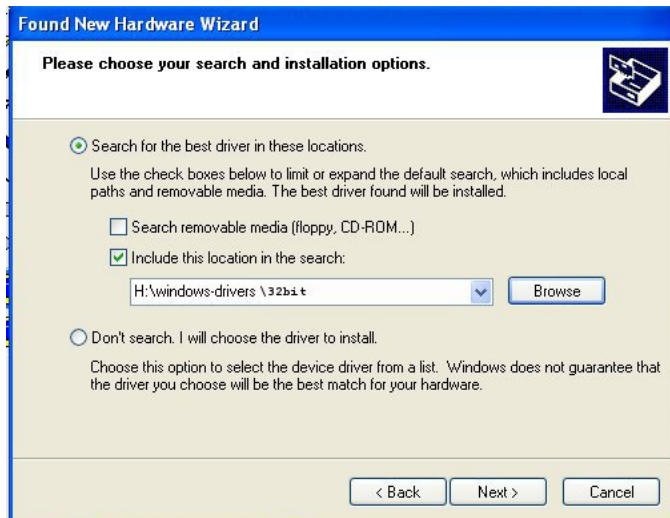 Found New Hardware Wizard
Please choose your search and installation options.
Search for the best driver in these locations.
Use the check boxes below to limit or expand the default search, which includes local
paths and removable media. The best driver found will be installed.
Search removable media (floppy, CD-ROM...)
Include this location in the search:
H:\windows-drivers \32bit
Browse
Don't search. I will choose the driver to install.
Choose this option to select the device driver from a list. Windows does not guarantee that
the driver you choose will be the best match for your hardware.
< Back Next > Cancel